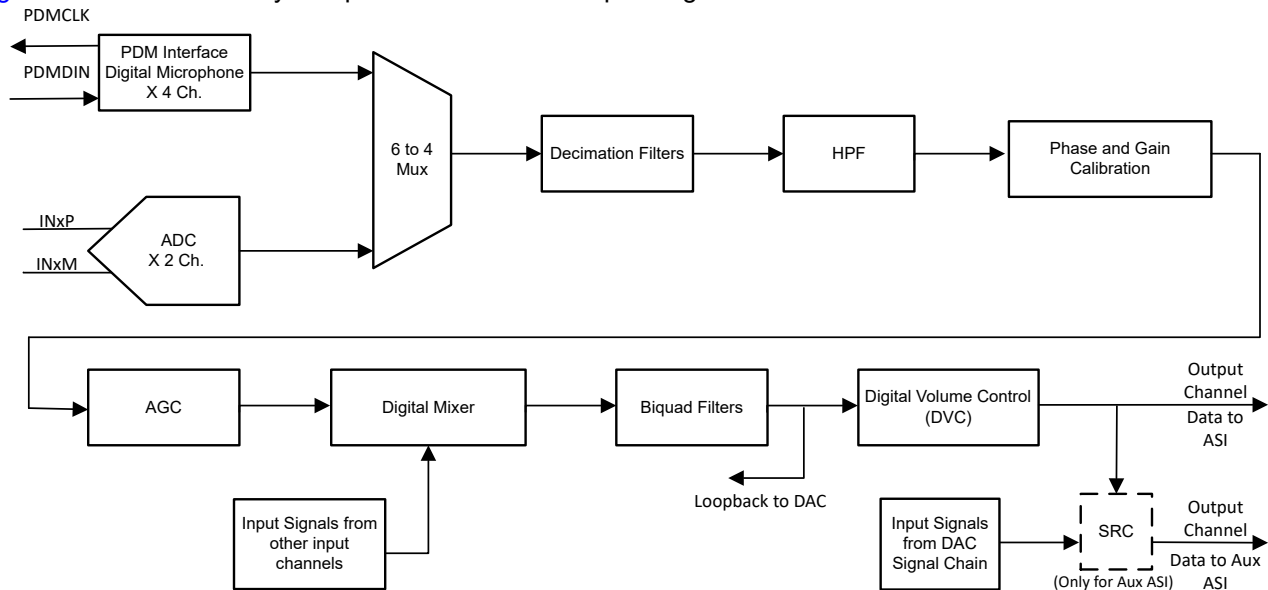 PDMCLK
PDM Interface
Digital Microphone
X 4 Ch.
PDMDIN
6 to 4
Mux
Decimation Filters
HPF
Phase and Gain
Calibration
INxP
INxM
ADC
X 2 Ch.
AGC
Digital Mixer
Biquad Filters
Digital Volume Control
(DVC)
Output
Channel
Data to
ASI
Loopback to DAC
Input Signals from
other input
channels
Input Signals
from DAC
Signal Chain
SRC
(Only for Aux ASI)
Output
Channel
Data to Aux
ASI